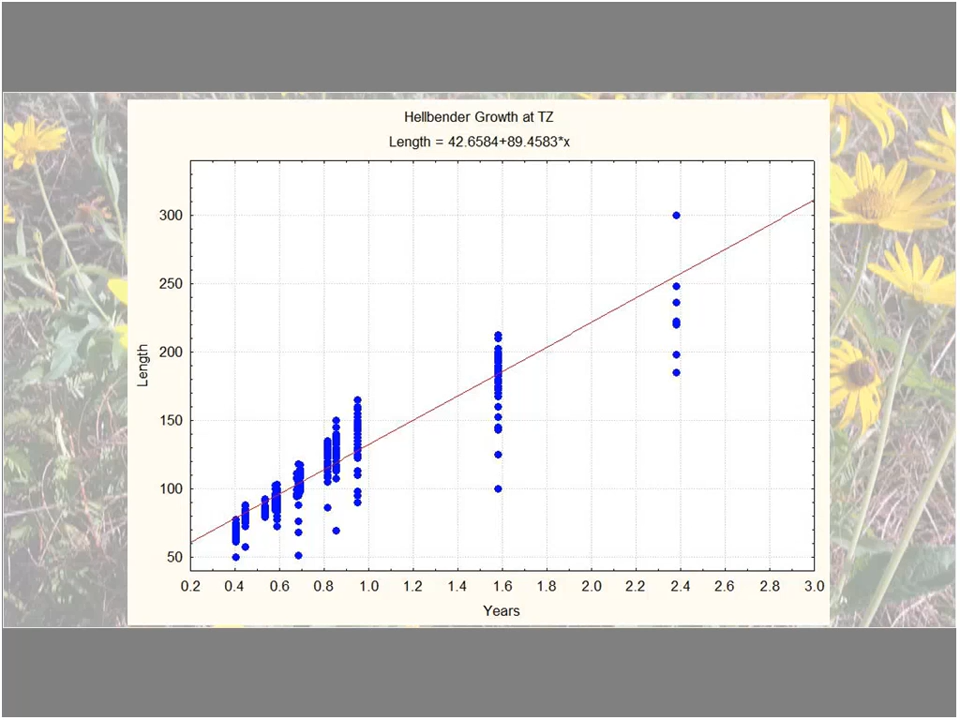 Hellbender Growth at TZ
Length = 42.6584+89.4583*x
300
250
200
150
100
50
Length
0.2 0.4 0.6 0.8 1.0 1.2 1.4 1.6 1.8 2.0 2.2 2.4 2.6 2.8 3.0
Years